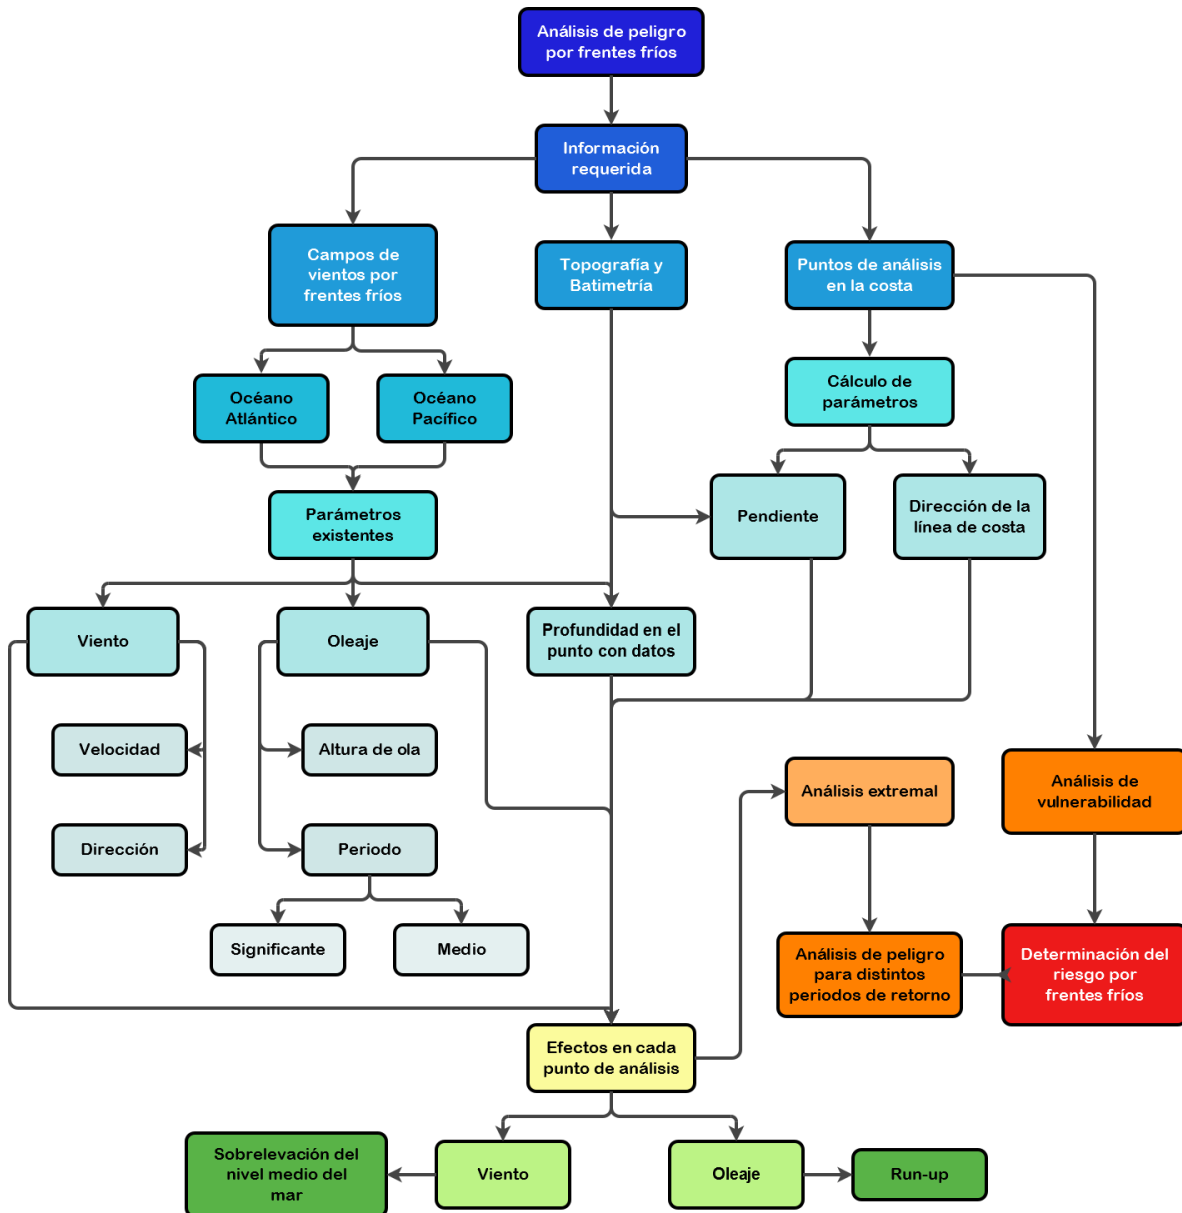 Análisis de peligro
por frentes fríos
Información
requerida
Campos de
vientos por
frentes fríos
Topografía y
Batimetría
Puntos de análisis
en la costa
Océano
Atlántico
Océano
Pacífico
Cálculo de
parámetros
Parámetros
existentes
Pendiente
Dirección de la
línea de costa
Viento
Oleaje
Profundidad en el
punto con datos
Velocidad
Altura de ola
Análisis extremal
Análisis de
vulnerabilidad
Dirección
Periodo
Significante
Medio
Análisis de peligro
para distintos
periodos de retorno
Determinación del
riesgo por
frentes fríos
Efectos en cada
punto de análisis
Sobrelevación del
nivel medio del
mar
Viento
Oleaje
Run-up